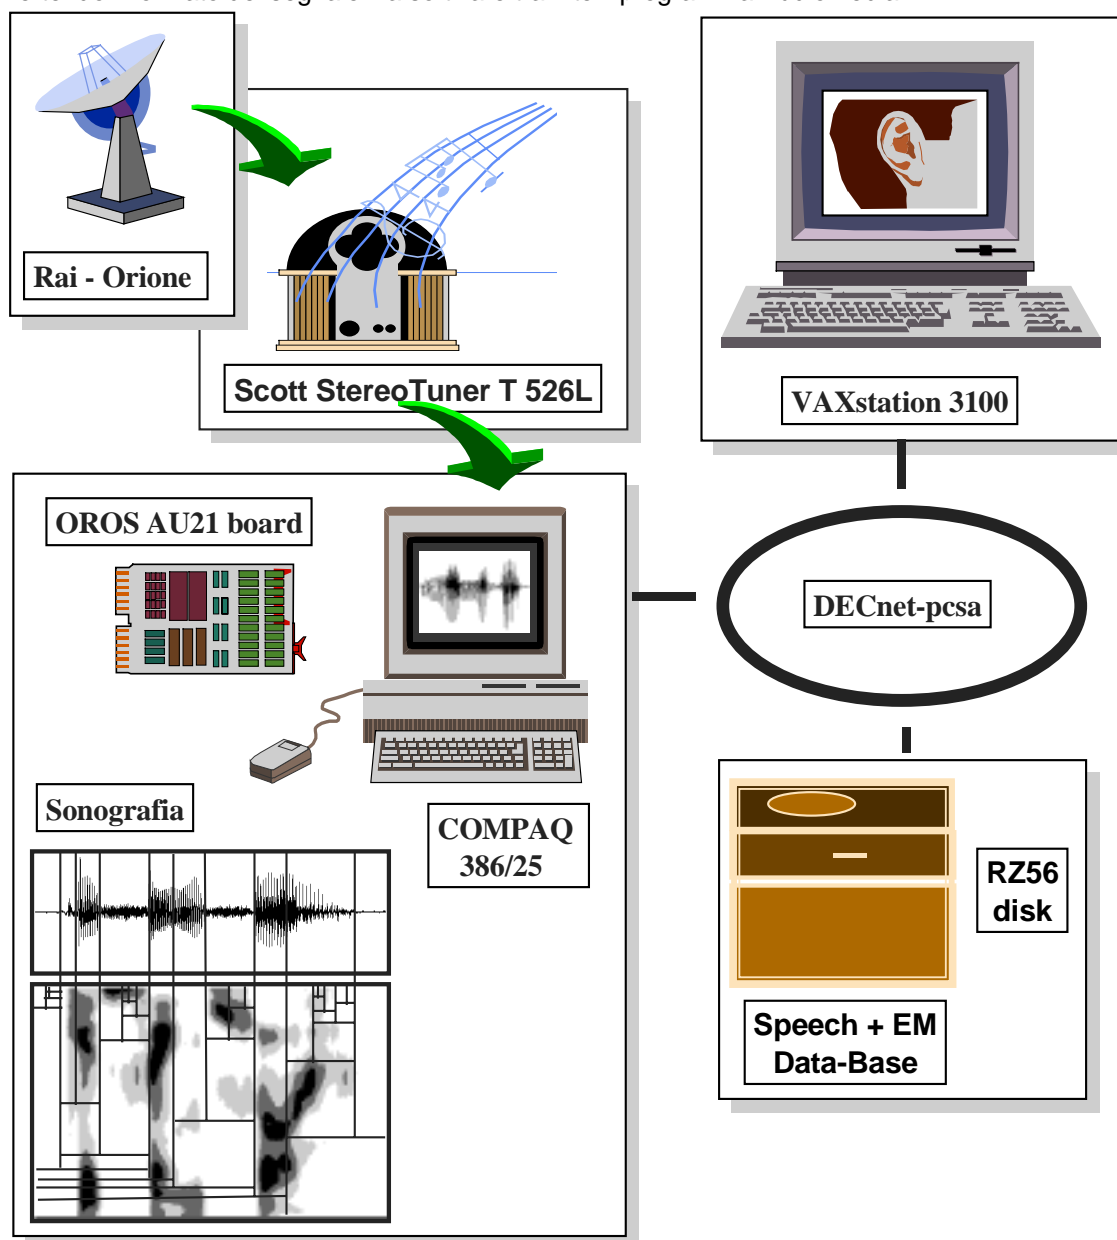 Rai - Orione
Scott StereoTuner T 526L
VAXstation 3100
OROS AU21 board
DECnet-pcsa
Sonografia
COMPAQ
386/25
RZ56
disk
Speech + EM
Data-Base